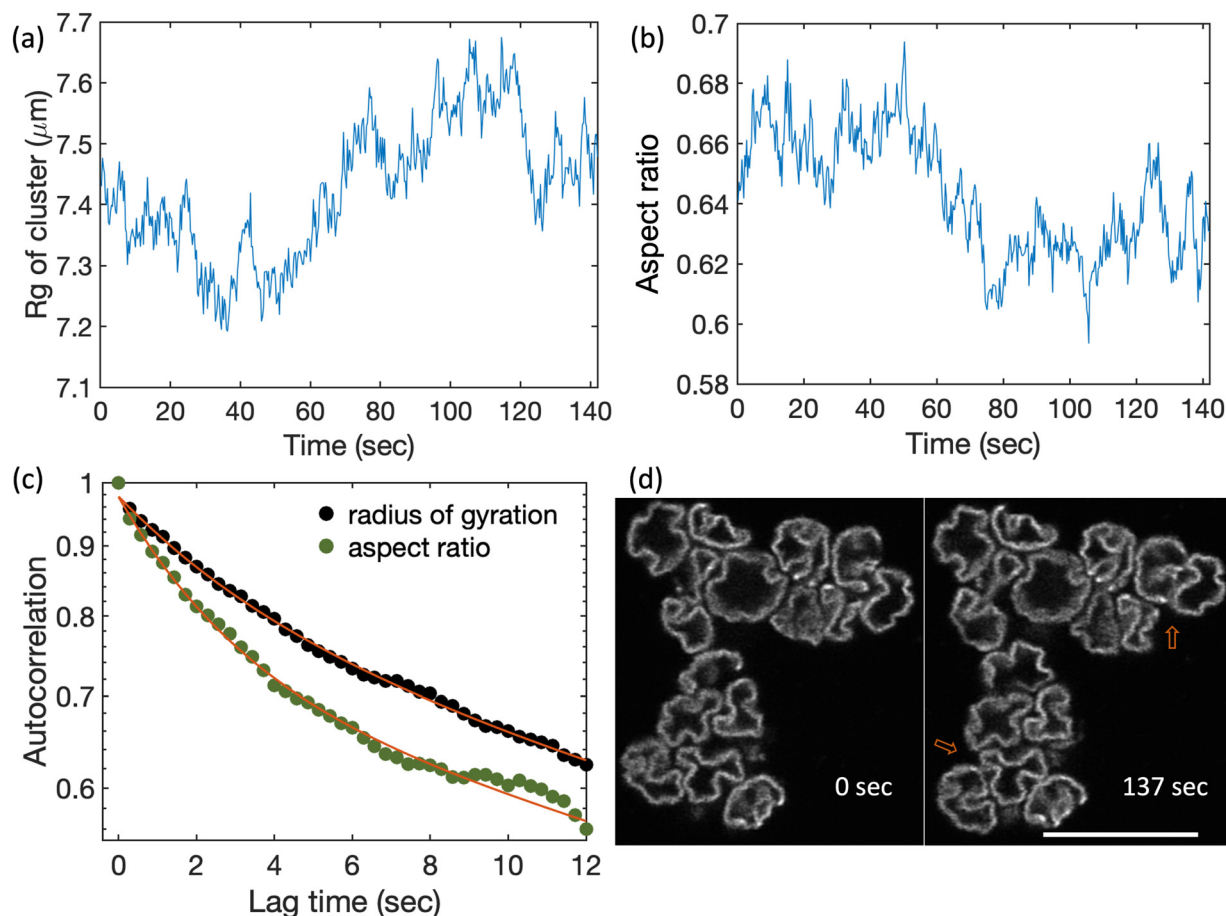 (a)
7.7
7.6
7.5
7.4
7.3
7.2
7.1
Rg of cluster (μm)
0 20 40 60 80 100 120 140
Time (sec)
(b)
0.7
0.68
0.66
0.64
0.62
0.6
0.58
Aspect ratio
0 20 40 60 80 100 120 140
Time (sec)
(c)
1
0.9
0.8
0.7
0.6
Autocorrelation
radius of gyration
aspect ratio
0 2 4 6 8 10 12
Lag time (sec)
(d)
0 sec
137 sec